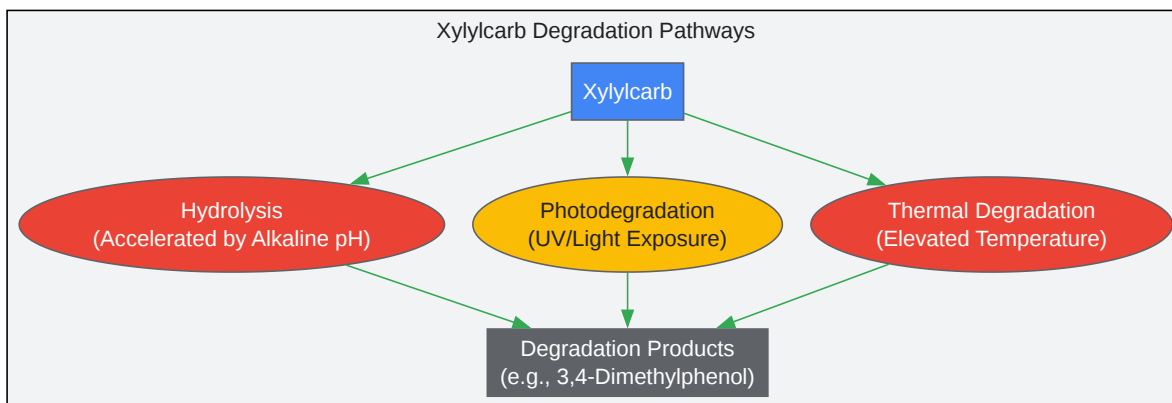 Xylylcarb Degradation Pathways
Xylylcarb
Hydrolysis
(Accelerated by Alkaline pH)
Photodegradation
(UV/Light Exposure)
Thermal Degradation
(Elevated Temperature)
Degradation Products
(e.g., 3,4-Dimethylphenol)